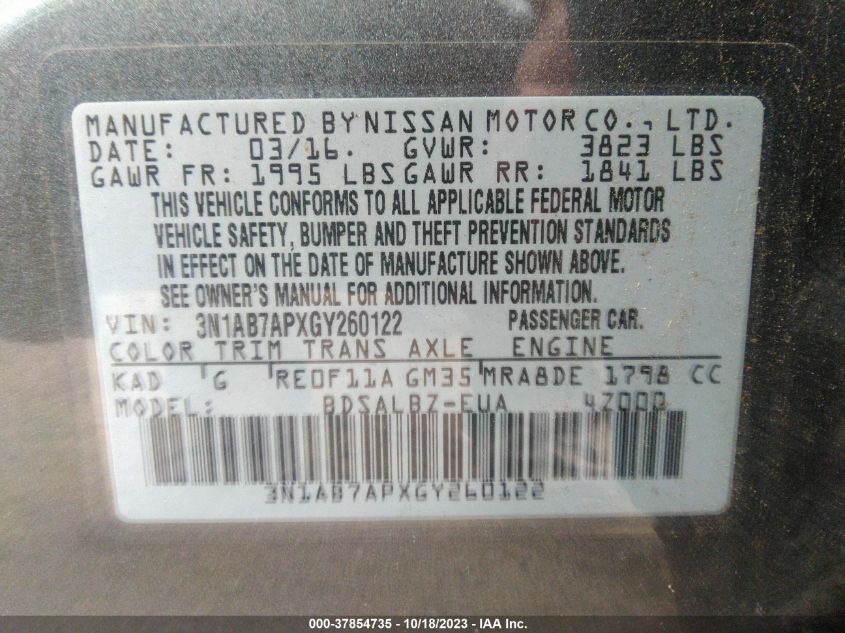 MANUFACTURED BY NISSAN MOTOR CO., LTD.
DATE: 03/16. GVWR: 3823 LBS
GAWR FR: 1995 LBS GAWR RR: 1841 LBS
THIS VEHICLE CONFORMS TO ALL APPLICABLE FEDERAL MOTOR
VEHICLE SAFETY, BUMPER AND THEFT PREVENTION STANDARDS
IN EFFECT ON THE DATE OF MANUFACTURE SHOWN ABOVE.
SEE OWNER'S MANUAL FOR ADDITIONAL INFORMATION.
VIN: 3N1AB7APXGY260122 PASSENGER CAR.
COLOR TRIM TRANS AXLE ENGINE
KAD G RE0F11A GM35 MRA8DE 1798 CC
MODEL: BDSALBZ-EUA 4Z000
3N1AB7APXGY260122
000-37854735 - 10/18/2023 - IAA Inc.